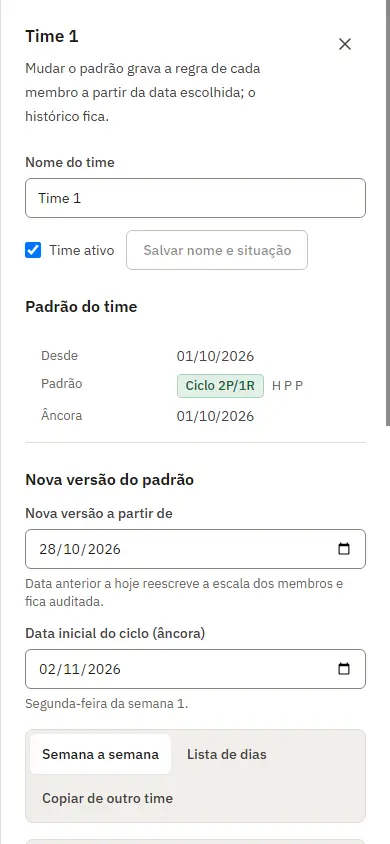 Time 1
Mudar o padrão grava a regra de cada
membro a partir da data escolhida; o
histórico fica.
Nome do time
Time 1
Time ativo
Salvar nome e situação
Padrão do time
Desde 01/10/2026
Padrão Ciclo 2P/1R H P P
Âncora 01/10/2026
Nova versão do padrão
Nova versão a partir de
28/10/2026
Data anterior a hoje reescreve a escala dos membros e
fica auditada.
Data inicial do ciclo (âncora)
02/11/2026
Segunda-feira da semana 1.
Semana a semana
Lista de dias
Copiar de outro time